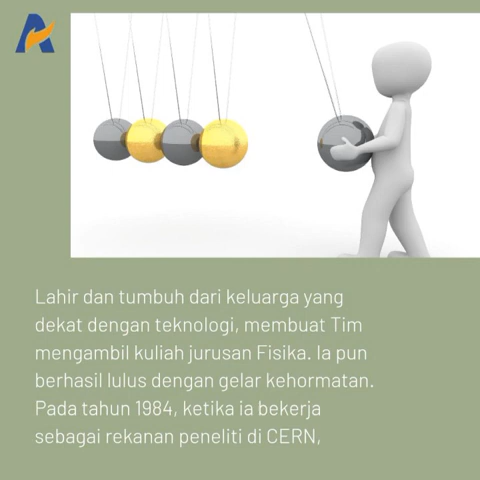 Lahir dan tumbuh dari keluarga yang
dekat dengan teknologi, membuat Tim
mengambil kuliah jurusan Fisika. Ia pun
berhasil lulus dengan gelar kehormatan.
Pada tahun 1984, ketika ia bekerja
sebagai rekanan peneliti di CERN,